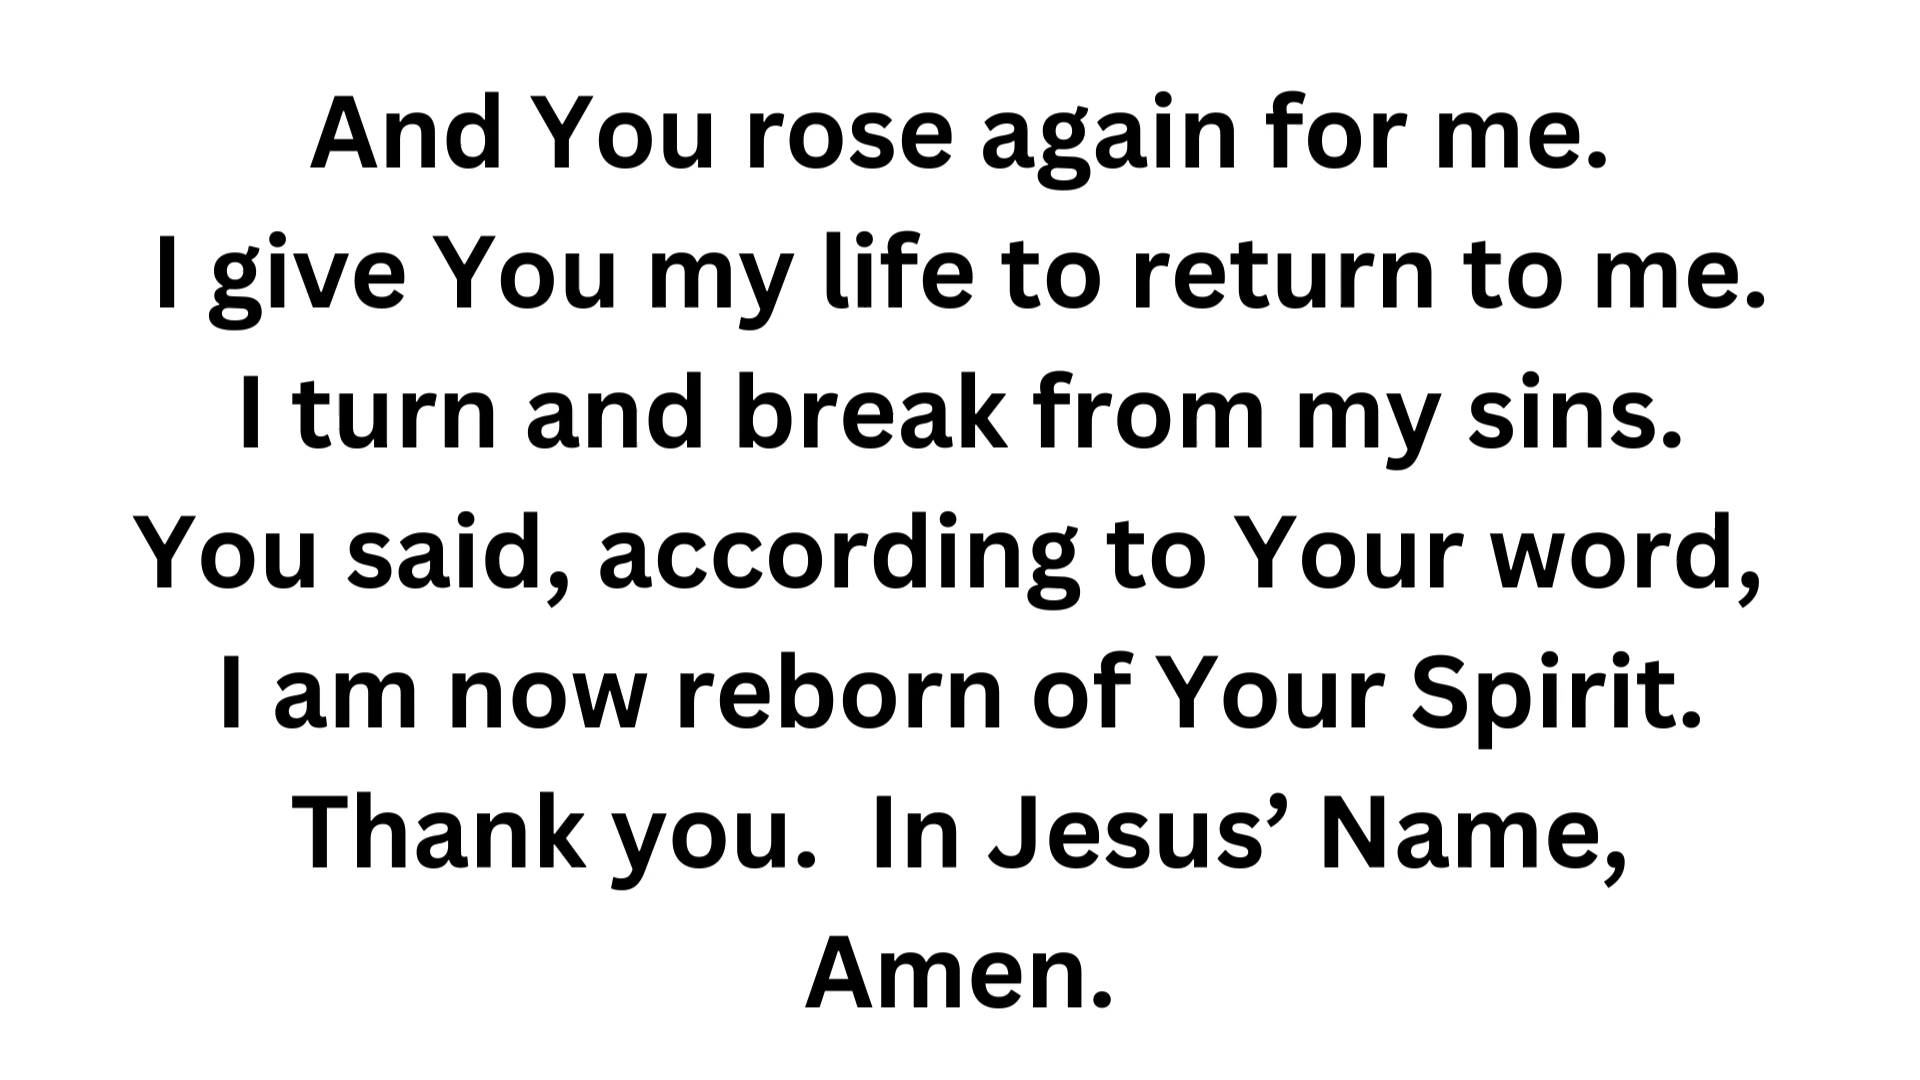 And You rose again for me.
I give You my life to return to me.
I turn and break from my sins.
You said, according to Your word,
I am now reborn of Your Spirit.
Thank you.  In Jesus’ Name,
Amen.